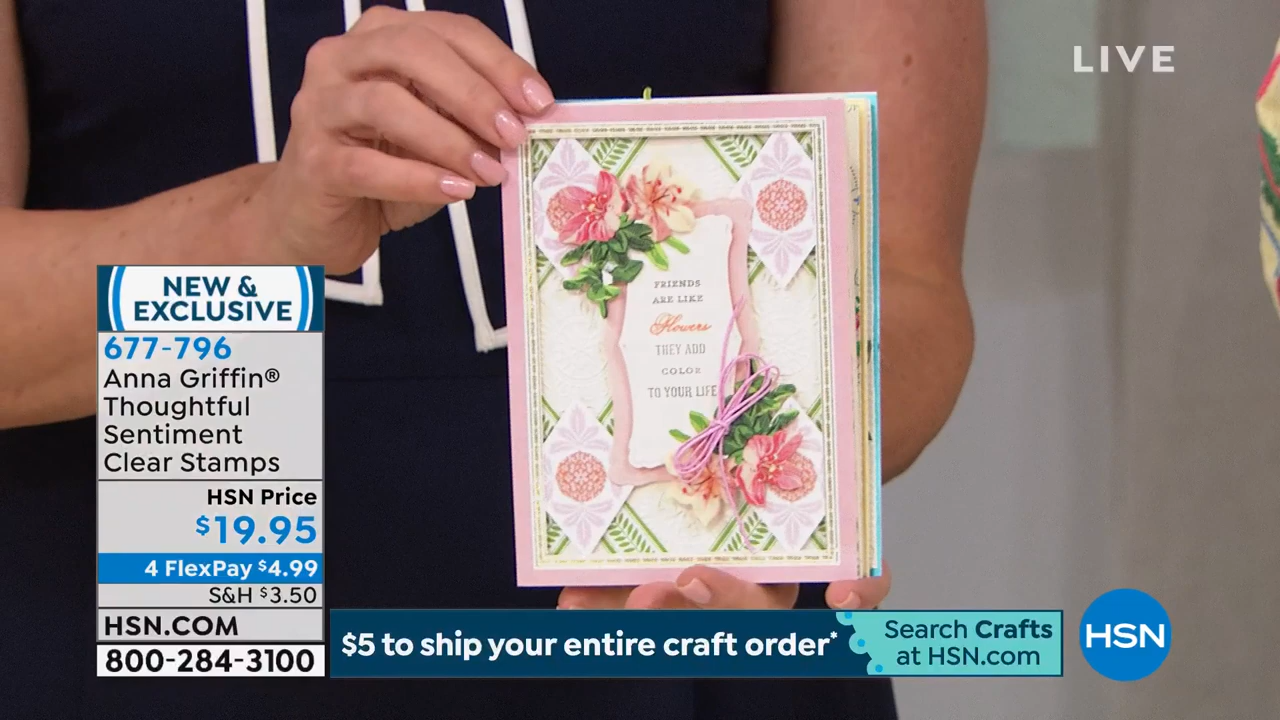 LIVE
FRIENDS
ARE LIKE
Flowers
THEY ADD
COLOR
TO YOUR LIFE
NEW &
EXCLUSIVE
677-796
Anna Griffin®
Thoughtful
Sentiment
Clear Stamps
HSN Price
$19.95
4 FlexPay $4.99
S&H $3.50
HSN.COM
800-284-3100
$5 to ship your entire craft order*
Search Crafts
at HSN.com
HSN